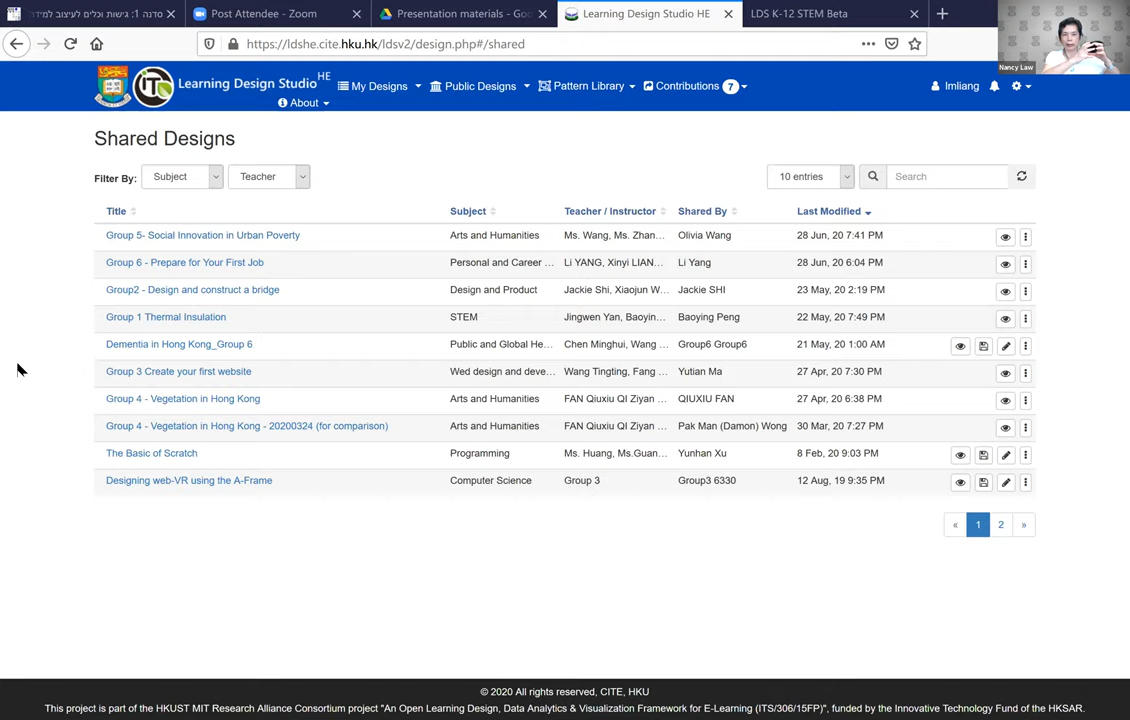 סדנה 1: גישות וכלים לעיצוב למידה
Post Attendee - Zoom
Presentation materials - Goo
Learning Design Studio HE
LDS K-12 STEM Beta
https://ldshe.cite.hku.hk/ldsv2/design.php#/shared
Nancy Law
Learning Design Studio HE
My Designs
Public Designs
Pattern Library
Contributions 7
lmliang
About
Shared Designs
Filter By: Subject Teacher 10 entries Search
Title Subject Teacher / Instructor Shared By Last Modified
Group 5- Social Innovation in Urban Poverty Arts and Humanities Ms. Wang, Ms. Zhan... Olivia Wang 28 Jun, 20 7:41 PM
Group 6 - Prepare for Your First Job Personal and Career ... Li YANG, Xinyi LIAN... Li Yang 28 Jun, 20 6:04 PM
Group2 - Design and construct a bridge Design and Product Jackie Shi, Xiaojun W... Jackie SHI 23 May, 20 2:19 PM
Group 1 Thermal Insulation STEM Jingwen Yan, Baoyin... Baoying Peng 22 May, 20 7:49 PM
Dementia in Hong Kong_Group 6 Public and Global He... Chen Minghui, Wang ... Group6 Group6 21 May, 20 1:00 AM
Group 3 Create your first website Wed design and deve... Wang Tingting, Fang ... Yutian Ma 27 Apr, 20 7:30 PM
Group 4 - Vegetation in Hong Kong Arts and Humanities FAN Qiuxiu QI Ziyan ... QIUXIU FAN 27 Apr, 20 6:38 PM
Group 4 - Vegetation in Hong Kong - 20200324 (for comparison) Arts and Humanities FAN Qiuxiu QI Ziyan ... Pak Man (Damon) Wong 30 Mar, 20 7:27 PM
The Basic of Scratch Programming Ms. Huang, Ms.Guan... Yunhan Xu 8 Feb, 20 9:03 PM
Designing web-VR using the A-Frame Computer Science Group 3 Group3 6330 12 Aug, 19 9:35 PM
« 1 2 »
© 2020 All rights reserved, CITE, HKU
This project is part of the HKUST MIT Research Alliance Consortium project "An Open Learning Design, Data Analytics & Visualization Framework for E-Learning (ITS/306/15FP)", funded by the Innovative Technology Fund of the HKSAR.